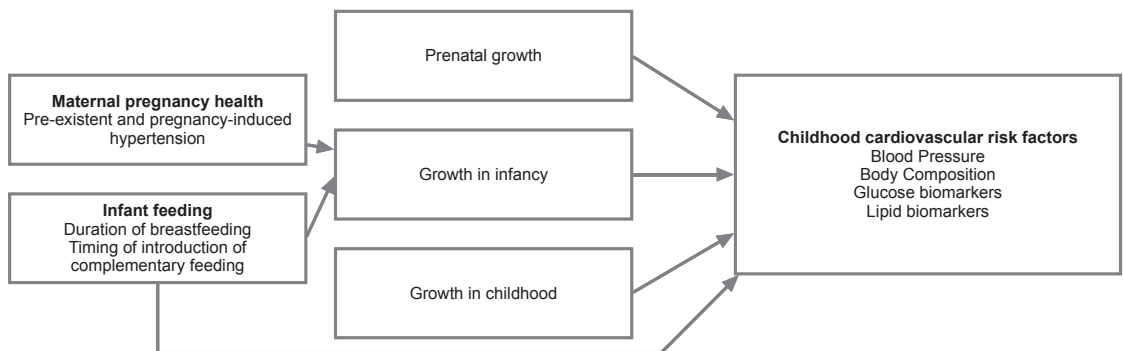 Prenatal growth
Maternal pregnancy health
Pre-existent and pregnancy-induced
hypertension
Growth in infancy
Infant feeding
Duration of breastfeeding
Timing of introduction of
complementary feeding
Growth in childhood
Childhood cardiovascular risk factors
Blood Pressure
Body Composition
Glucose biomarkers
Lipid biomarkers